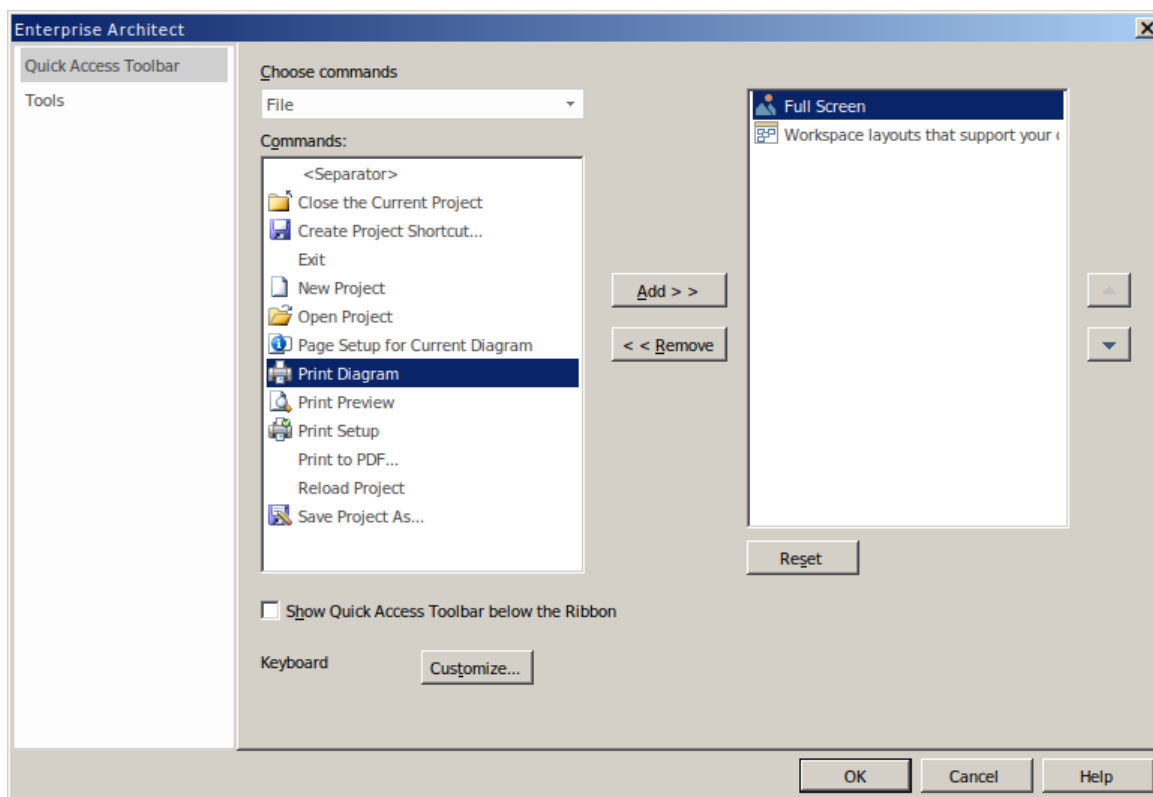 Enterprise Architect
Quick Access Toolbar
Tools
Choose commands
File
Commands:
<Separator>
Close the Current Project
Create Project Shortcut...
Exit
New Project
Open Project
Page Setup for Current Diagram
Print Diagram
Print Preview
Print Setup
Print to PDF...
Reload Project
Save Project As...
Add > >
< < Remove
Full Screen
Workspace layouts that support your
Reset
Show Quick Access Toolbar below the Ribbon
Keyboard
Customize...
OK
Cancel
Help